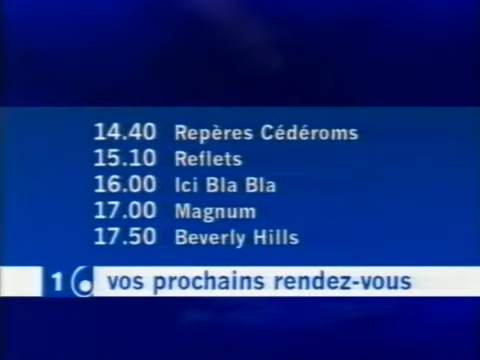 14.40 Repères Cédéroms
15.10 Reflets
16.00 Ici Bla Bla
17.00 Magnum
17.50 Beverly Hills
1 vos prochains rendez-vous